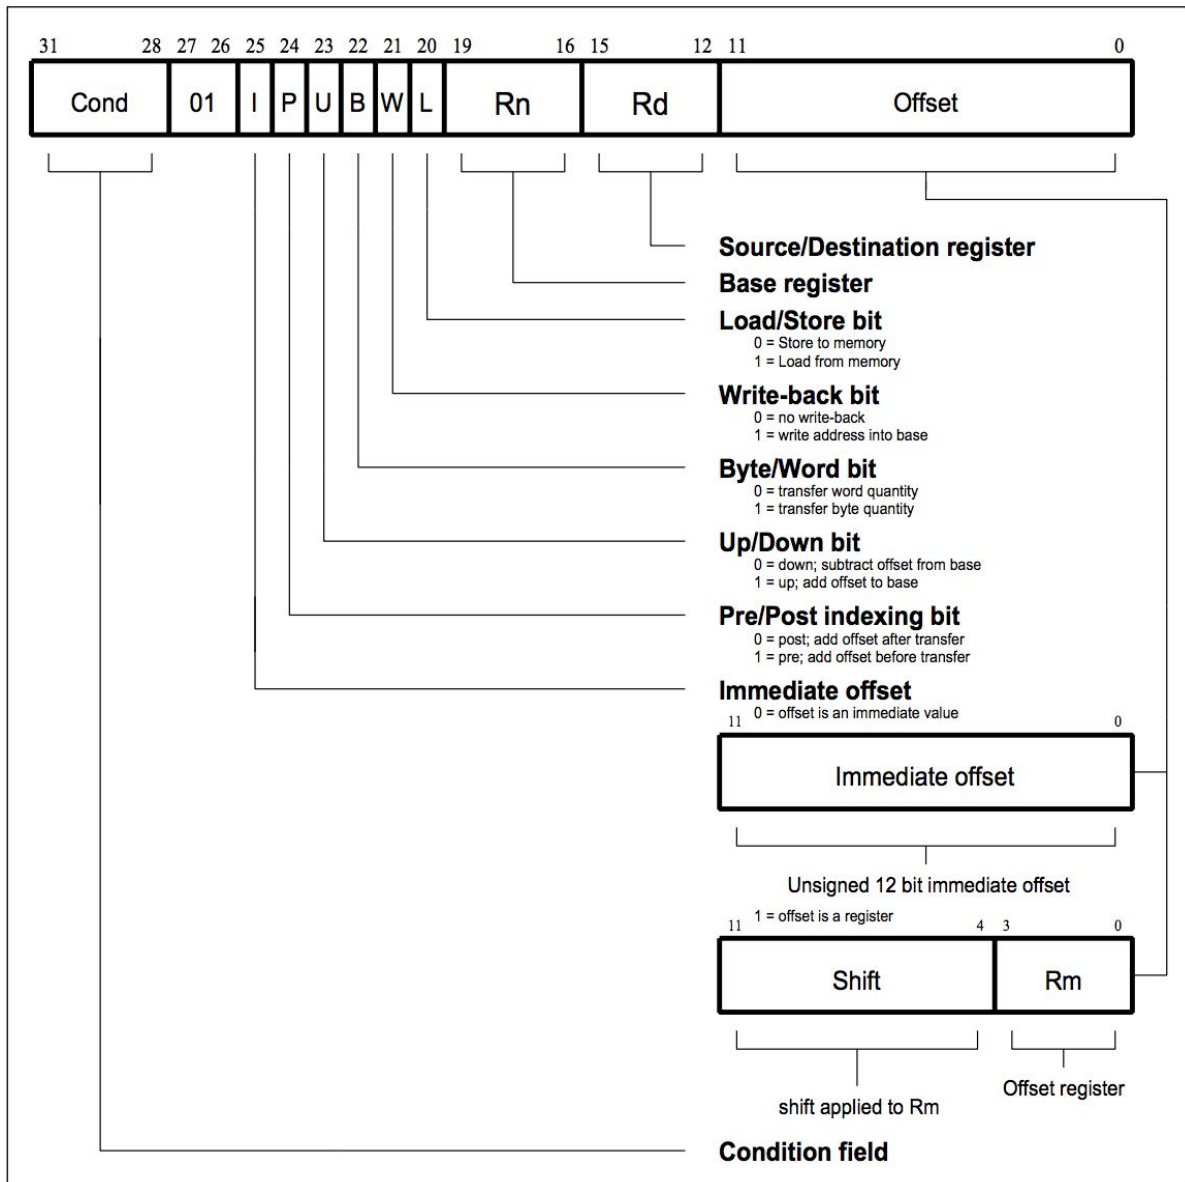 31 28 27 26 25 24 23 22 21 20 19 16 15 12 11 0
Cond 01 I P U B W L Rn Rd Offset
Source/Destination register
Base register
Load/Store bit
0 = Store to memory
1 = Load from memory
Write-back bit
0 = no write-back
1 = write address into base
Byte/Word bit
0 = transfer word quantity
1 = transfer byte quantity
Up/Down bit
0 = down; subtract offset from base
1 = up; add offset to base
Pre/Post indexing bit
0 = post; add offset after transfer
1 = pre; add offset before transfer
Immediate offset
0 = offset is an immediate value
11 0
Immediate offset
Unsigned 12 bit immediate offset
1 = offset is a register
11 4 3 0
Shift Rm
Offset register
shift applied to Rm
Condition field